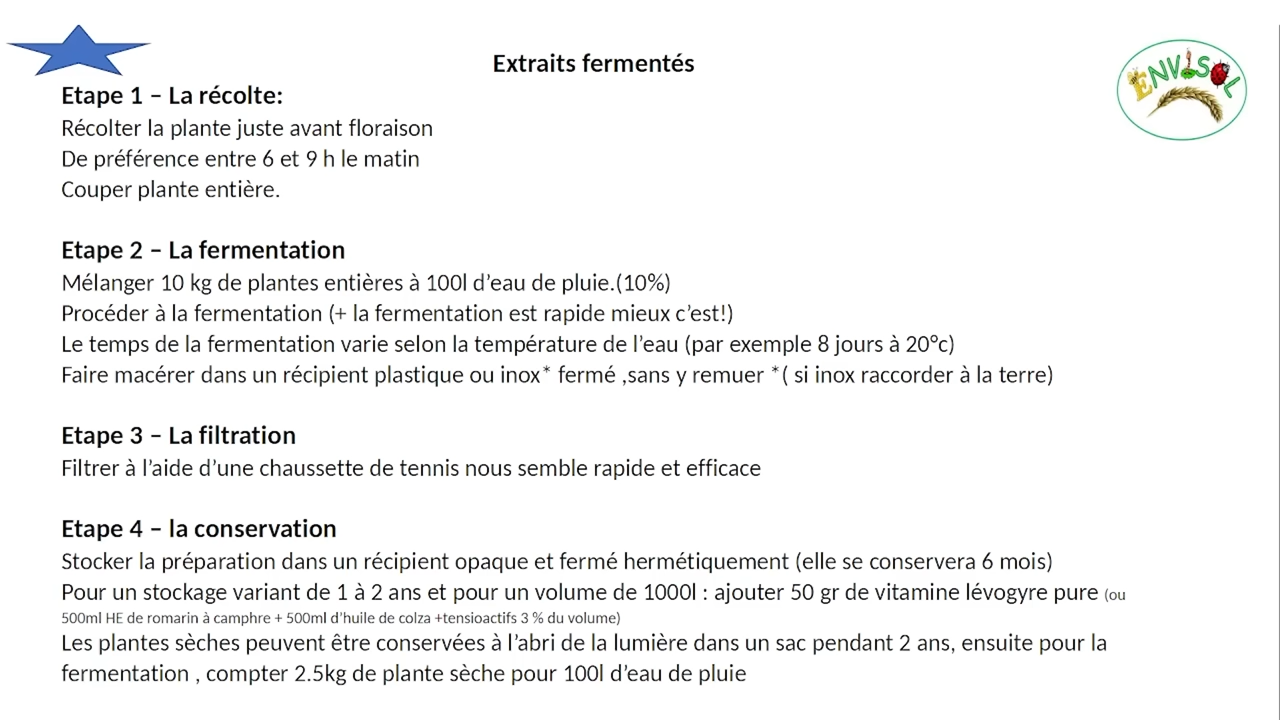 Extraits fermentés
ENVISOL
Etape 1 – La récolte:
Récolter la plante juste avant floraison
De préférence entre 6 et 9 h le matin
Couper plante entière.
Etape 2 – La fermentation
Mélanger 10 kg de plantes entières à 100l d’eau de pluie.(10%)
Procéder à la fermentation (+ la fermentation est rapide mieux c’est!)
Le temps de la fermentation varie selon la température de l’eau (par exemple 8 jours à 20°c)
Faire macérer dans un récipient plastique ou inox* fermé ,sans y remuer *( si inox raccorder à la terre)
Etape 3 – La filtration
Filtrer à l’aide d’une chaussette de tennis nous semble rapide et efficace
Etape 4 – la conservation
Stocker la préparation dans un récipient opaque et fermé hermétiquement (elle se conservera 6 mois)
Pour un stockage variant de 1 à 2 ans et pour un volume de 1000l : ajouter 50 gr de vitamine lévogyre pure (ou
500ml HE de romarin à camphre + 500ml d’huile de colza +tensioactifs 3 % du volume)
Les plantes sèches peuvent être conservées à l’abri de la lumière dans un sac pendant 2 ans, ensuite pour la
fermentation , compter 2.5kg de plante sèche pour 100l d’eau de pluie